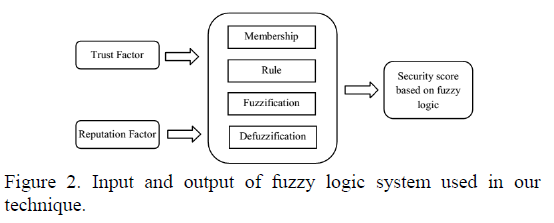 Trust Factor
Reputation Factor
Membership
Rule
Fuzzification
Defuzzification
Security score
based on fuzzy
logic
Figure 2. Input and output of fuzzy logic system used in our
technique.